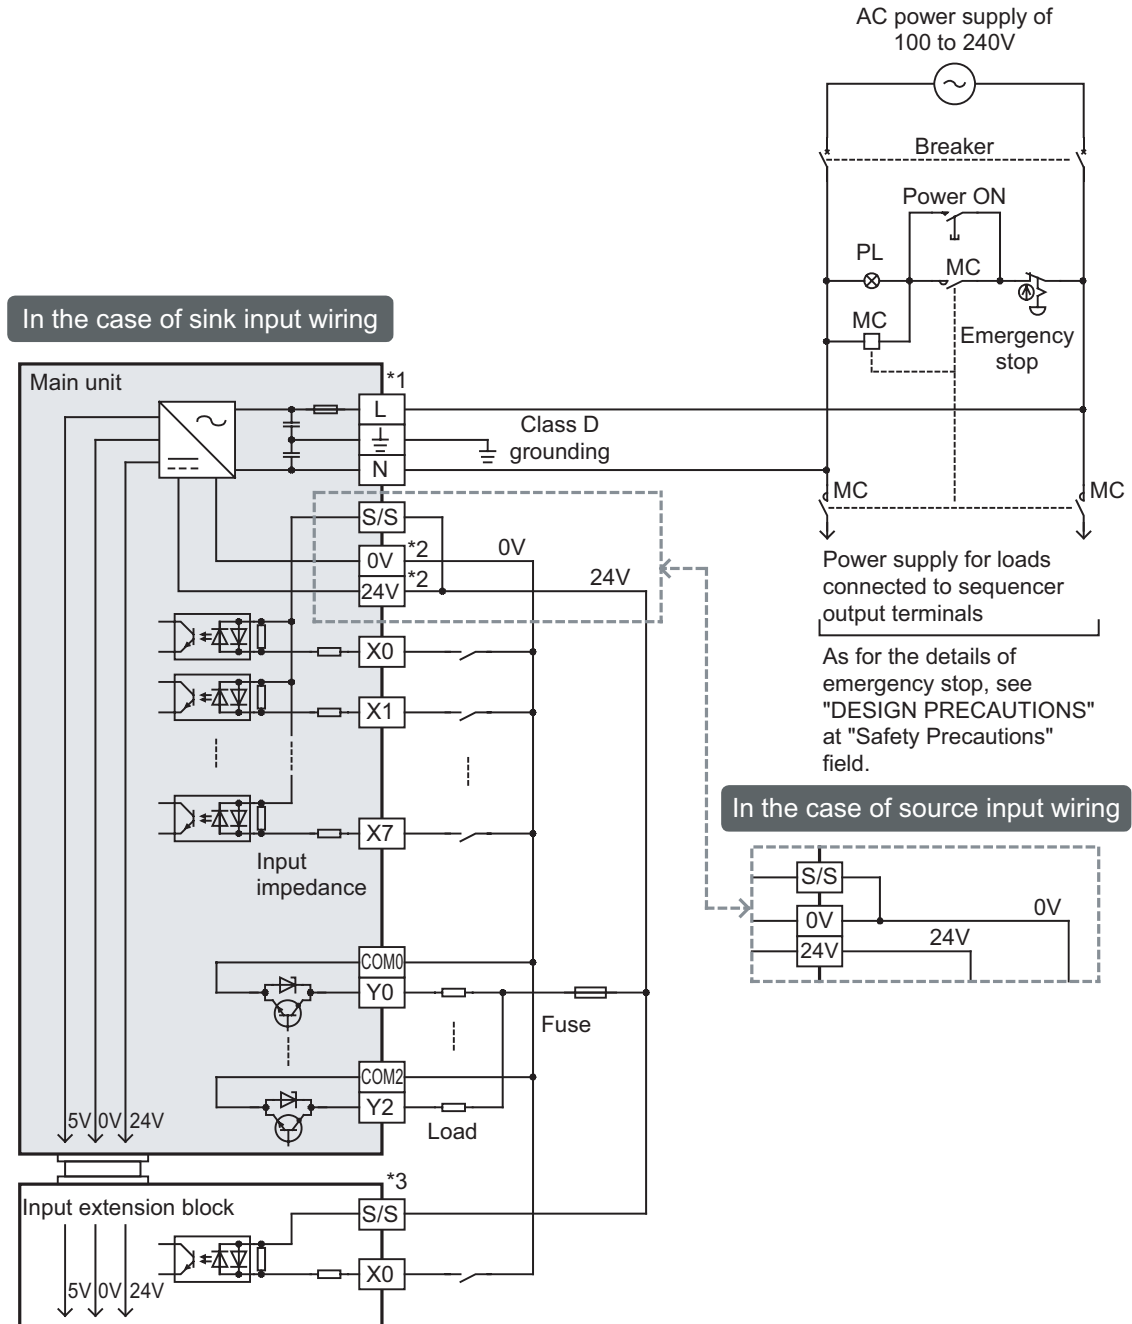 AC power supply of
100 to 240V
Breaker
Power ON
PL
MC
MC
Emergency
stop
In the case of sink input wiring
Main unit
*1
L
Class D
grounding
N
MC
MC
S/S
0V
*2
0V
24V
*2
24V
Power supply for loads
connected to sequencer
output terminals
As for the details of
emergency stop, see
"DESIGN PRECAUTIONS"
at "Safety Precautions"
field.
X0
X1
X7
Input
impedance
In the case of source input wiring
S/S
0V
0V
24V
24V
COM0
Y0
Fuse
COM2
Y2
Load
5V
0V
24V
*3
Input extension block
S/S
X0
5V
0V
24V